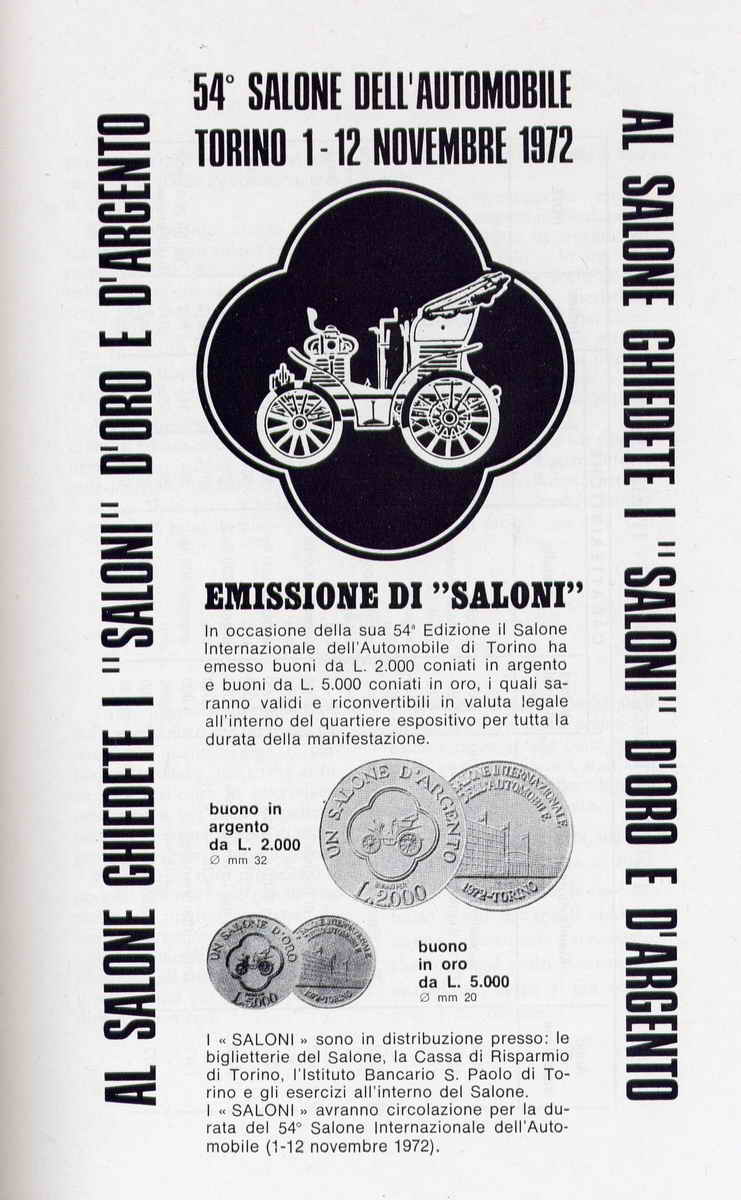 54° SALONE DELL'AUTOMOBILE
TORINO 1-12 NOVEMBRE 1972
AL SALONE CHIEDETE I "SALONI" D'ORO E D'ARGENTO
AL SALONE CHIEDETE I "SALONI" D'ORO E D'ARGENTO
EMISSIONE DI "SALONI"
In occasione della sua 54ª Edizione il Salone
Internazionale dell'Automobile di Torino ha
emesso buoni da L. 2.000 coniati in argento
e buoni da L. 5.000 coniati in oro, i quali sa-
ranno validi e riconvertibili in valuta legale
all'interno del quartiere espositivo per tutta la
durata della manifestazione.
buono in
argento
da L. 2.000
∅ mm 32
UN SALONE D'ARGENTO
L.2000
SALONE INTERNAZIONALE
DELL'AUTOMOBILE
1972-TORINO
UN SALONE D'ORO
L.5000
SALONE INTERNAZIONALE
DELL'AUTOMOBILE
1972-TORINO
buono
in oro
da L. 5.000
∅ mm 20
I « SALONI » sono in distribuzione presso: le
biglietterie del Salone, la Cassa di Risparmio
di Torino, l'Istituto Bancario S. Paolo di To-
rino e gli esercizi all'interno del Salone.
I « SALONI » avranno circolazione per la du-
rata del 54° Salone Internazionale dell'Auto-
mobile (1-12 novembre 1972).